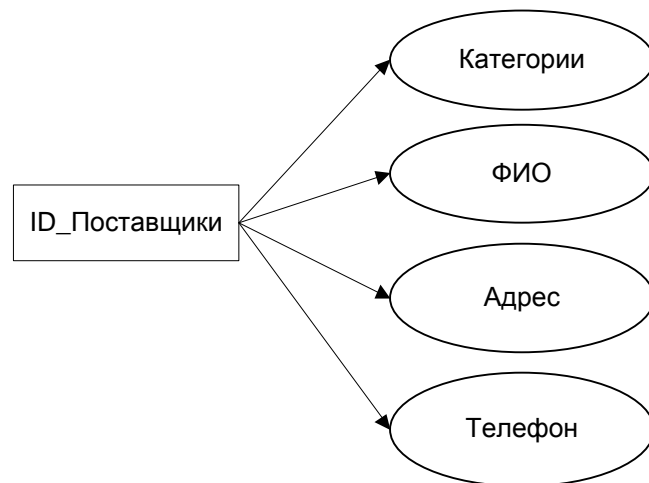 Категории
ФИО
ID_Поставщики
Адрес
Телефон